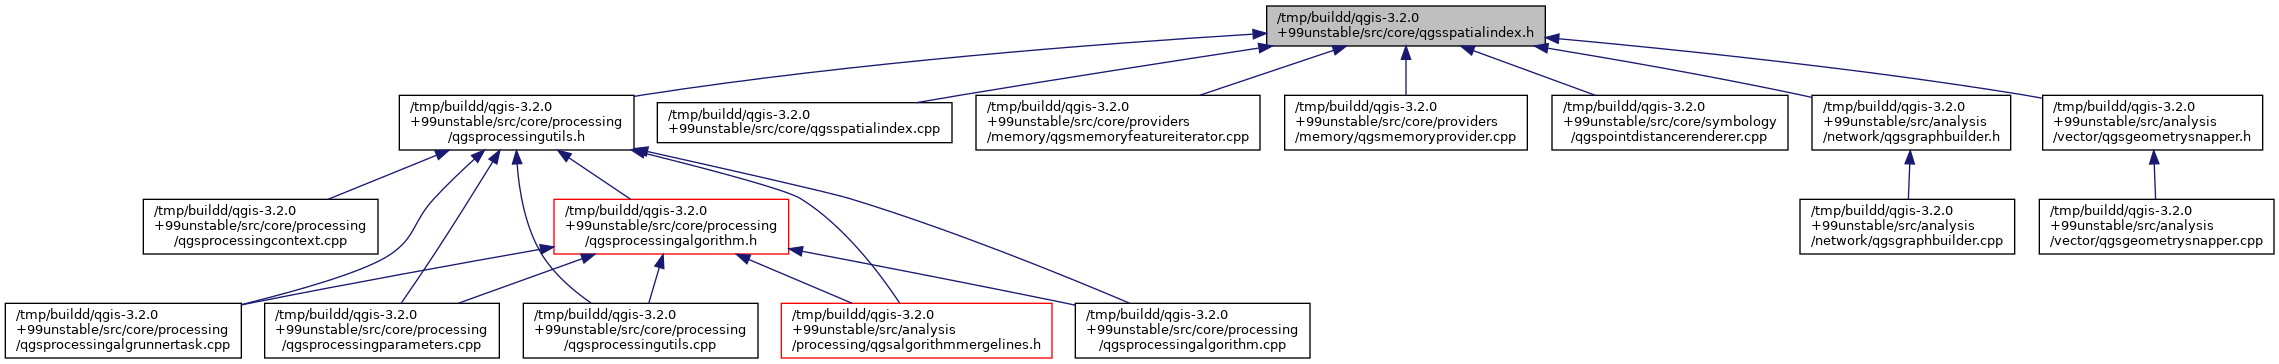 /tmp/buildd/qgis-3.2.0
+99unstable/src/core/qgsspatialindex.h
/tmp/buildd/qgis-3.2.0
+99unstable/src/core/processing
/qgsprocessingutils.h
/tmp/buildd/qgis-3.2.0
+99unstable/src/core/qgsspatialindex.cpp
/tmp/buildd/qgis-3.2.0
+99unstable/src/core/providers
/memory/qgsmemoryfeatureiterator.cpp
/tmp/buildd/qgis-3.2.0
+99unstable/src/core/providers
/memory/qgsmemoryprovider.cpp
/tmp/buildd/qgis-3.2.0
+99unstable/src/core/symbology
/qgspointdistancerenderer.cpp
/tmp/buildd/qgis-3.2.0
+99unstable/src/analysis
/network/qgsgraphbuilder.h
/tmp/buildd/qgis-3.2.0
+99unstable/src/analysis
/vector/qgsgeometrysnapper.h
/tmp/buildd/qgis-3.2.0
+99unstable/src/core/processing
/qgsprocessingcontext.cpp
/tmp/buildd/qgis-3.2.0
+99unstable/src/core/processing
/qgsprocessingalgorithm.h
/tmp/buildd/qgis-3.2.0
+99unstable/src/analysis
/network/qgsgraphbuilder.cpp
/tmp/buildd/qgis-3.2.0
+99unstable/src/analysis
/vector/qgsgeometrysnapper.cpp
/tmp/buildd/qgis-3.2.0
+99unstable/src/core/processing
/qgsprocessingalgrunnertask.cpp
/tmp/buildd/qgis-3.2.0
+99unstable/src/core/processing
/qgsprocessingparameters.cpp
/tmp/buildd/qgis-3.2.0
+99unstable/src/core/processing
/qgsprocessingutils.cpp
/tmp/buildd/qgis-3.2.0
+99unstable/src/analysis
/processing/qgsalgorithmmergelines.h
/tmp/buildd/qgis-3.2.0
+99unstable/src/core/processing
/qgsprocessingalgorithm.cpp